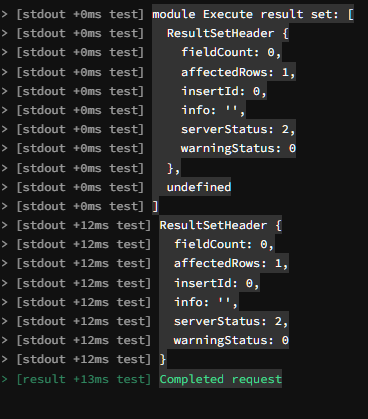 > [stdout +0ms test] module Execute result set: [
> [stdout +0ms test]   ResultSetHeader {
> [stdout +0ms test]     fieldCount: 0,
> [stdout +0ms test]     affectedRows: 1,
> [stdout +0ms test]     insertId: 0,
> [stdout +0ms test]     info: '',
> [stdout +0ms test]     serverStatus: 2,
> [stdout +0ms test]     warningStatus: 0
> [stdout +0ms test]   },
> [stdout +0ms test]   undefined
> [stdout +0ms test] ]
> [stdout +12ms test] ResultSetHeader {
> [stdout +12ms test]   fieldCount: 0,
> [stdout +12ms test]   affectedRows: 1,
> [stdout +12ms test]   insertId: 0,
> [stdout +12ms test]   info: '',
> [stdout +12ms test]   serverStatus: 2,
> [stdout +12ms test]   warningStatus: 0
> [stdout +12ms test] }
> [result +13ms test] Completed request